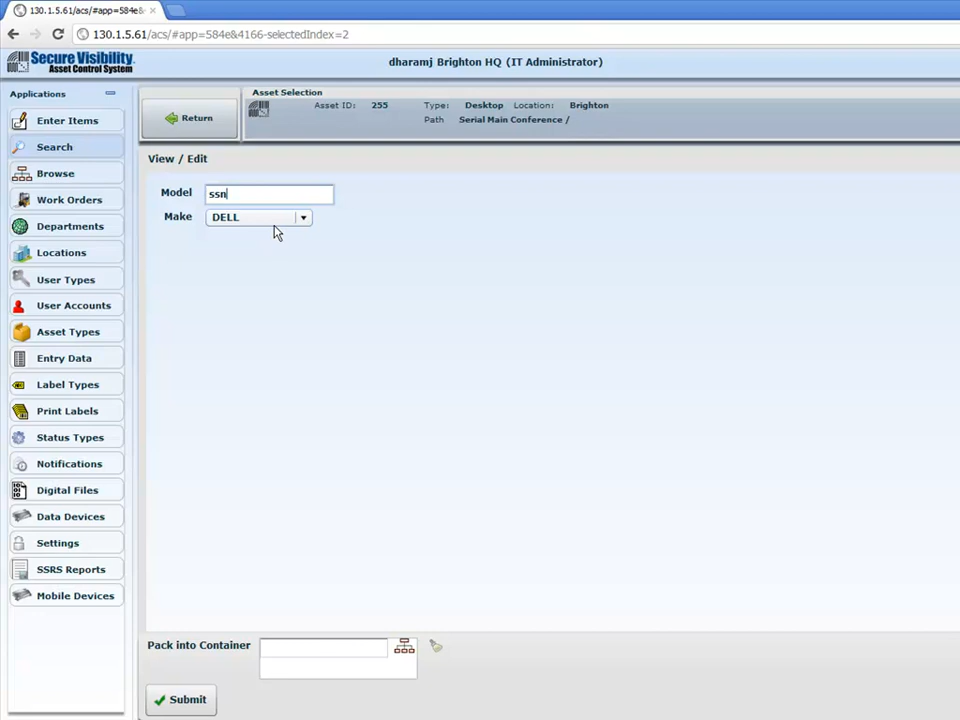 130.1.5.61/acs/#app=584e&
130.1.5.61/acs/#app=584e&4166-selectedIndex=2
Secure Visibility
Asset Control System
dharamj Brighton HQ (IT Administrator)
Applications
Enter Items
Search
Browse
Work Orders
Departments
Locations
User Types
User Accounts
Asset Types
Entry Data
Label Types
Print Labels
Status Types
Notifications
Digital Files
Data Devices
Settings
SSRS Reports
Mobile Devices
Return
Asset Selection
Asset ID: 255 Type: Desktop Location: Brighton
Path Serial Main Conference /
View / Edit
Model ssn
Make DELL
Pack into Container
Submit